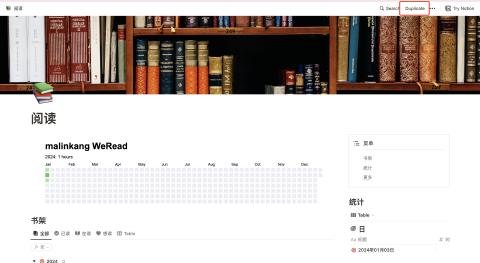 阅读
Search
Duplicate
Try Notion
阅读
malinkang WeRead
2024: 1 hours
Jan Feb Mar Apr May Jun Jul Aug Sep Oct Nov Dec
菜单
书架
统计
更多
统计
Table
日
Aa 标题
2024年01月03日
书架
全部 已读 在读 想读 Table
2024